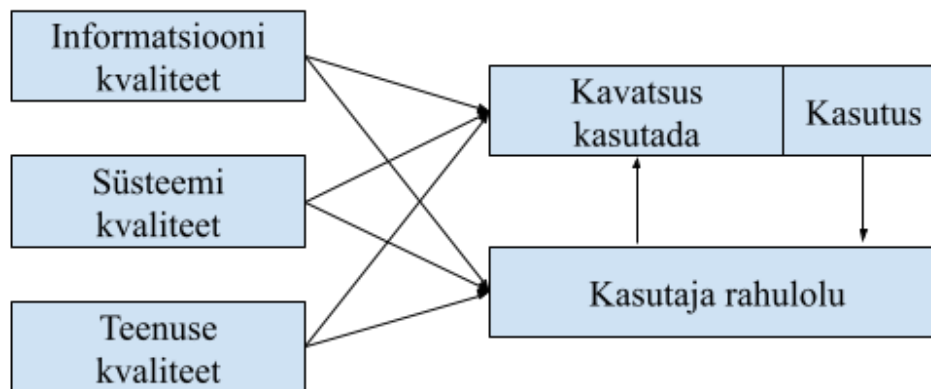 Informatsiooni
kvaliteet
Kavatsus
kasutada
Kasutus
Süsteemi
kvaliteet
Kasutaja rahulolu
Teenuse
kvaliteet